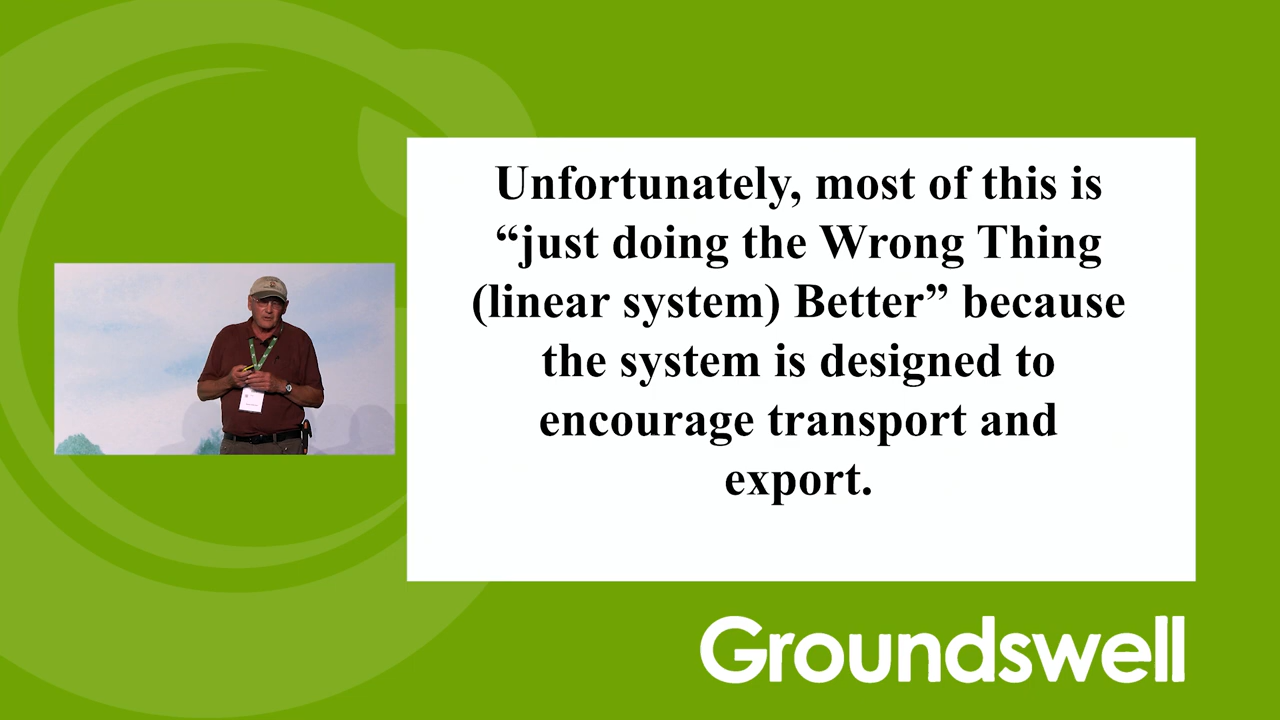 Unfortunately, most of this is
“just doing the Wrong Thing
(linear system) Better” because
the system is designed to
encourage transport and
export.
Groundswell